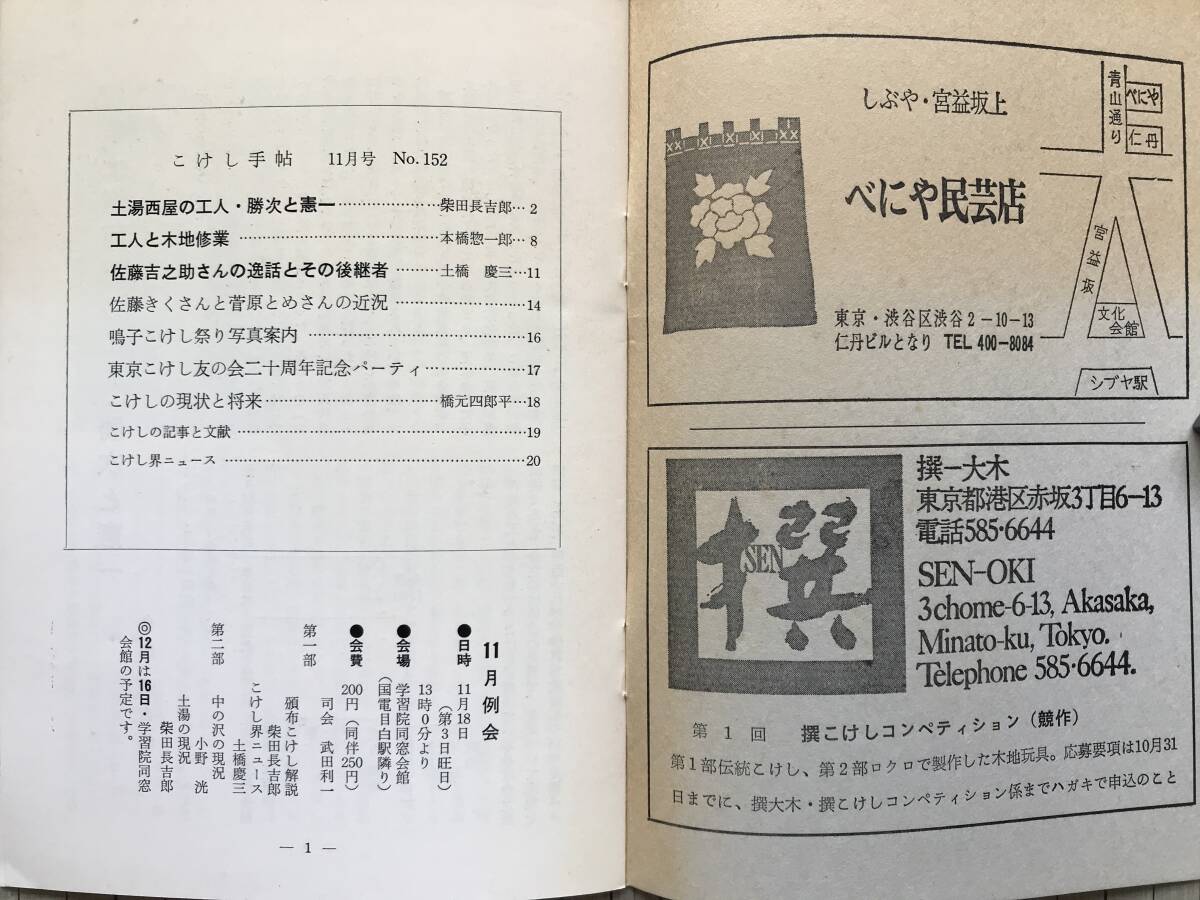 こけし手帖　11月号　No.152
土湯西屋の工人・勝次と憲一…………………柴田長吉郎… 2
工人と木地修業…………………………本橋惣一郎… 8
佐藤吉之助さんの逸話とその後継者………土橋　慶三…11
佐藤きくさんと菅原とめさんの近況……………………14
鳴子こけし祭り写真案内…………………………………16
東京こけし友の会二十周年記念パーティ………………17
こけしの現状と将来……………………………橋元四郎平…18
こけしの記事と文献………………………………………19
こけし界ニュース…………………………………………20
11月例会
●日時　11月18日
（第3日旺日）
13時0分より
●会場　学習院同窓会館
（国電目白駅隣り）
●会費　200円（同伴250円）
第一部　司会　武田利一
頒布こけし解説
柴田長吉郎
こけし界ニュース
土橋慶三
第二部　中の沢の現況
小野　洸
土湯の現況
柴田長吉郎
◎12月は16日・学習院同窓
会館の予定です。
— 1 —
しぶや・宮益坂上
べにや民芸店
東京・渋谷区渋谷2－10－13
仁丹ビルとなり　TEL 400-8084
青山通り
べにや
仁丹
宮益坂
文化
会館
シブヤ駅
撰
SEN
撰一大木
東京都港区赤坂3丁目6-13
電話585・6644
SEN-OKI
3chome-6-13, Akasaka,
Minato-ku, Tokyo.
Telephone 585・6644.
第1回　撰こけしコンペティション（競作）
第1部伝統こけし、第2部ロクロで製作した木地玩具。応募要項は10月31
日までに、撰大木・撰こけしコンペティション係までハガキで申込のこと